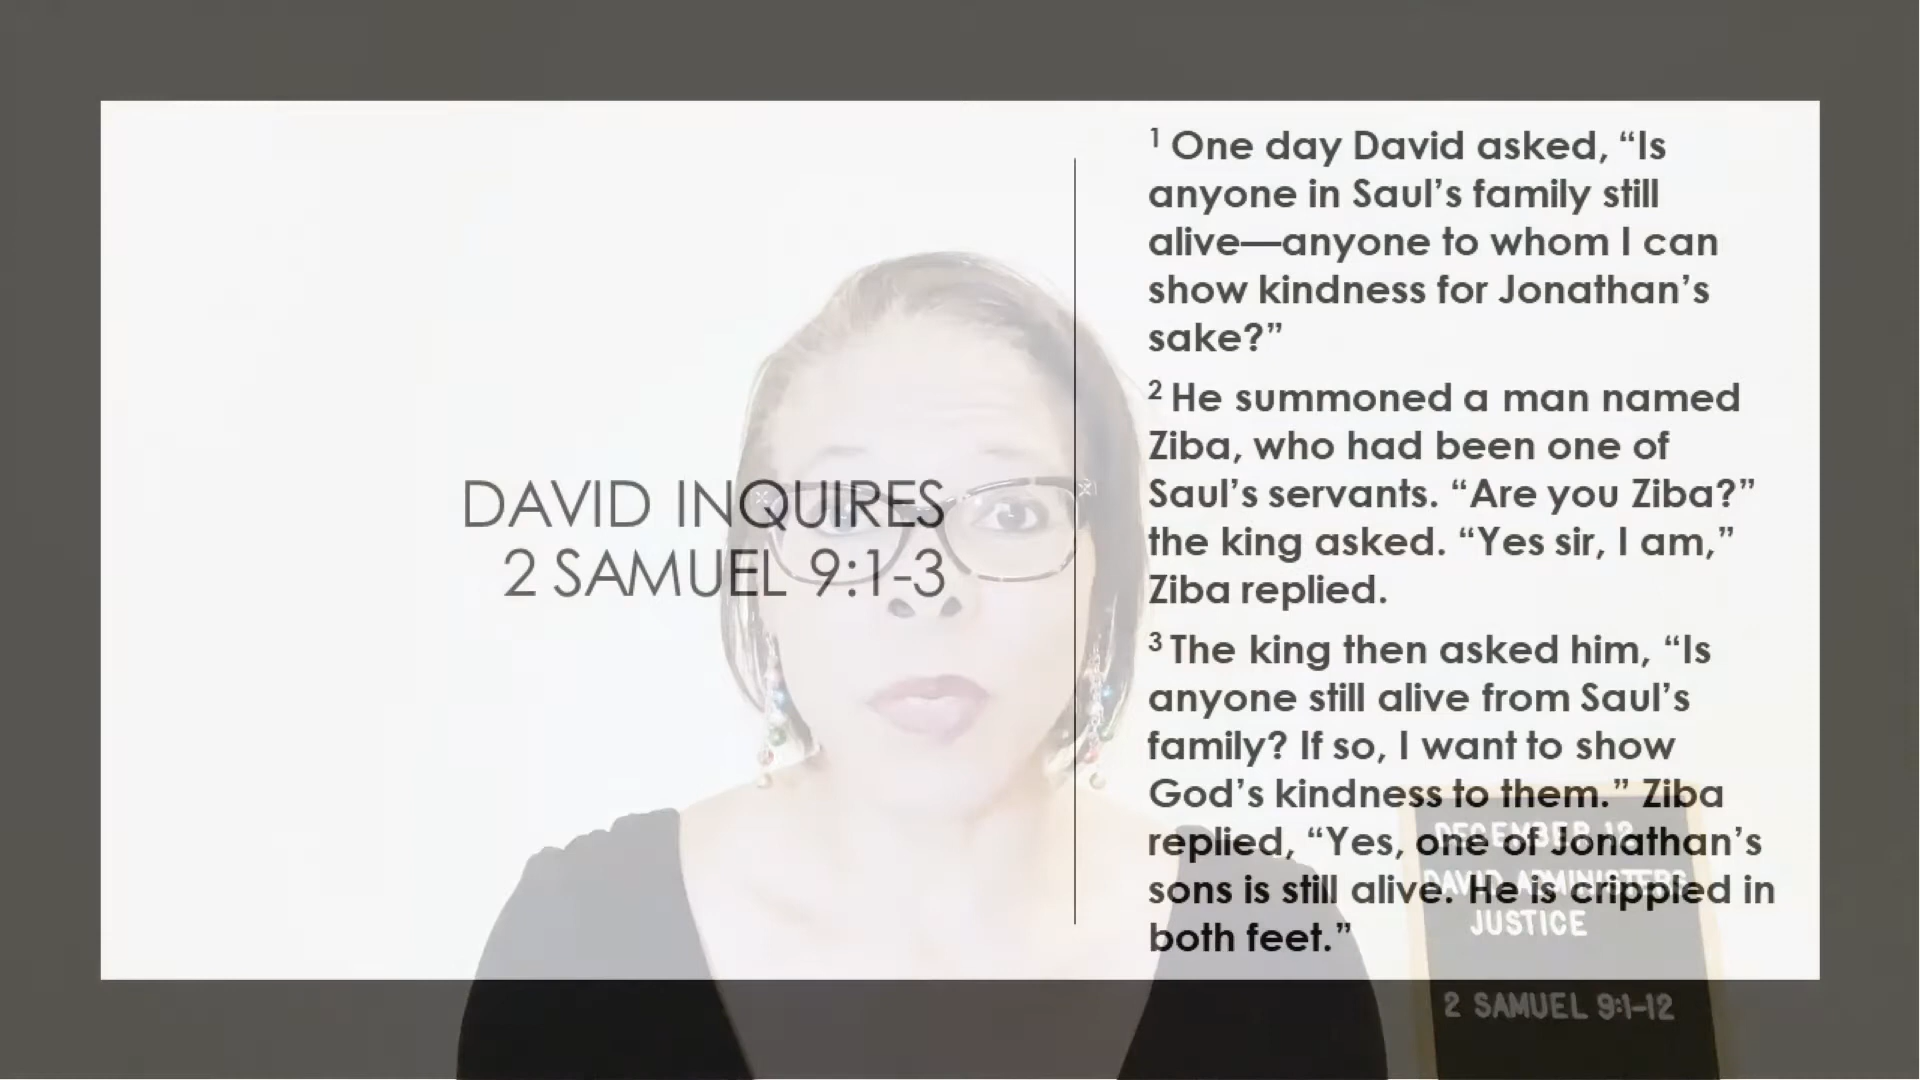 DAVID INQUIRES
2 SAMUEL 9:1-3
1 One day David asked, “Is
anyone in Saul’s family still
alive—anyone to whom I can
show kindness for Jonathan’s
sake?”
2 He summoned a man named
Ziba, who had been one of
Saul’s servants. “Are you Ziba?”
the king asked. “Yes sir, I am,”
Ziba replied.
3 The king then asked him, “Is
anyone still alive from Saul’s
family? If so, I want to show
God’s kindness to them.” Ziba
replied, “Yes, one of Jonathan’s
sons is still alive. He is crippled in
both feet.”
DECEMBER 12
DAVID ADMINISTERS
JUSTICE
2 SAMUEL 9:1-12